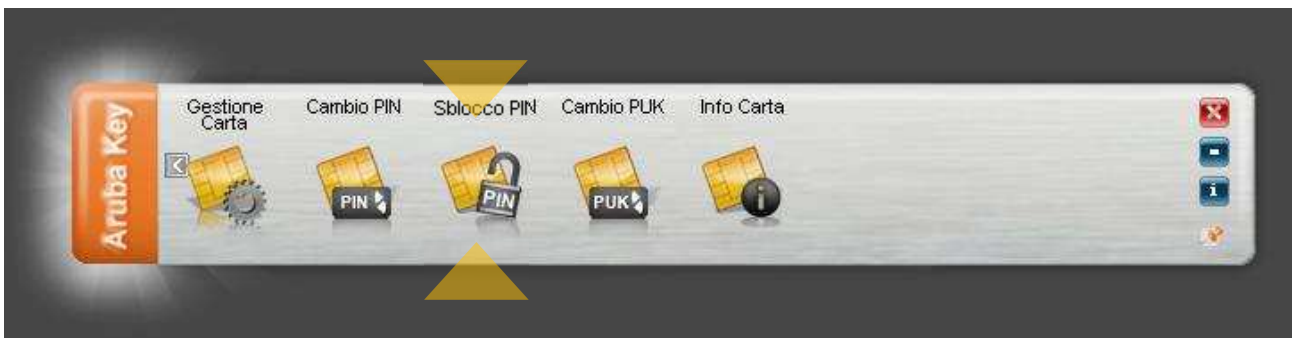 Aruba Key
Gestione
Carta
Cambio PIN
Sblocco PIN
Cambio PUK
Info Carta
PIN
PIN
PUK
i
i